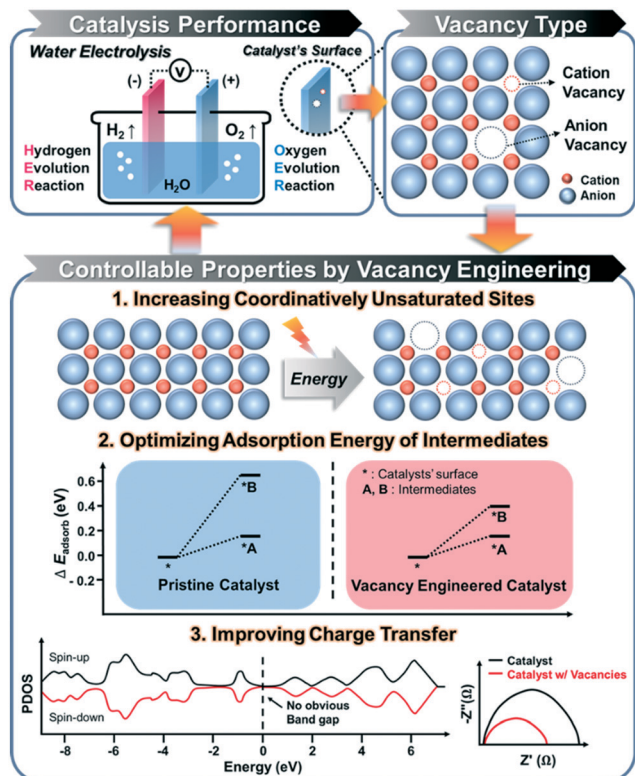 Catalysis Performance
Water Electrolysis
Catalyst's Surface
(-)
V
(+)
H₂↑
O₂↑
Hydrogen
Evolution
Reaction
H₂O
Oxygen
Evolution
Reaction
Vacancy Type
Cation
Vacancy
Anion
Vacancy
Cation
Anion
Controllable Properties by Vacancy Engineering
1. Increasing Coordinatively Unsaturated Sites
Energy
2. Optimizing Adsorption Energy of Intermediates
Δ E adsorb (eV)
0.6
0.4
0.2
0.0
- 0.2
*B
*A
*
Pristine Catalyst
* : Catalysts' surface
A, B : Intermediates
*B
*A
*
Vacancy Engineered Catalyst
3. Improving Charge Transfer
PDOS
Spin-up
Spin-down
No obvious
Band gap
-8 -6 -4 -2 0 2 4 6
Energy (eV)
Catalyst
Catalyst w/ Vacancies
-Z''(Ω)
Z' (Ω)